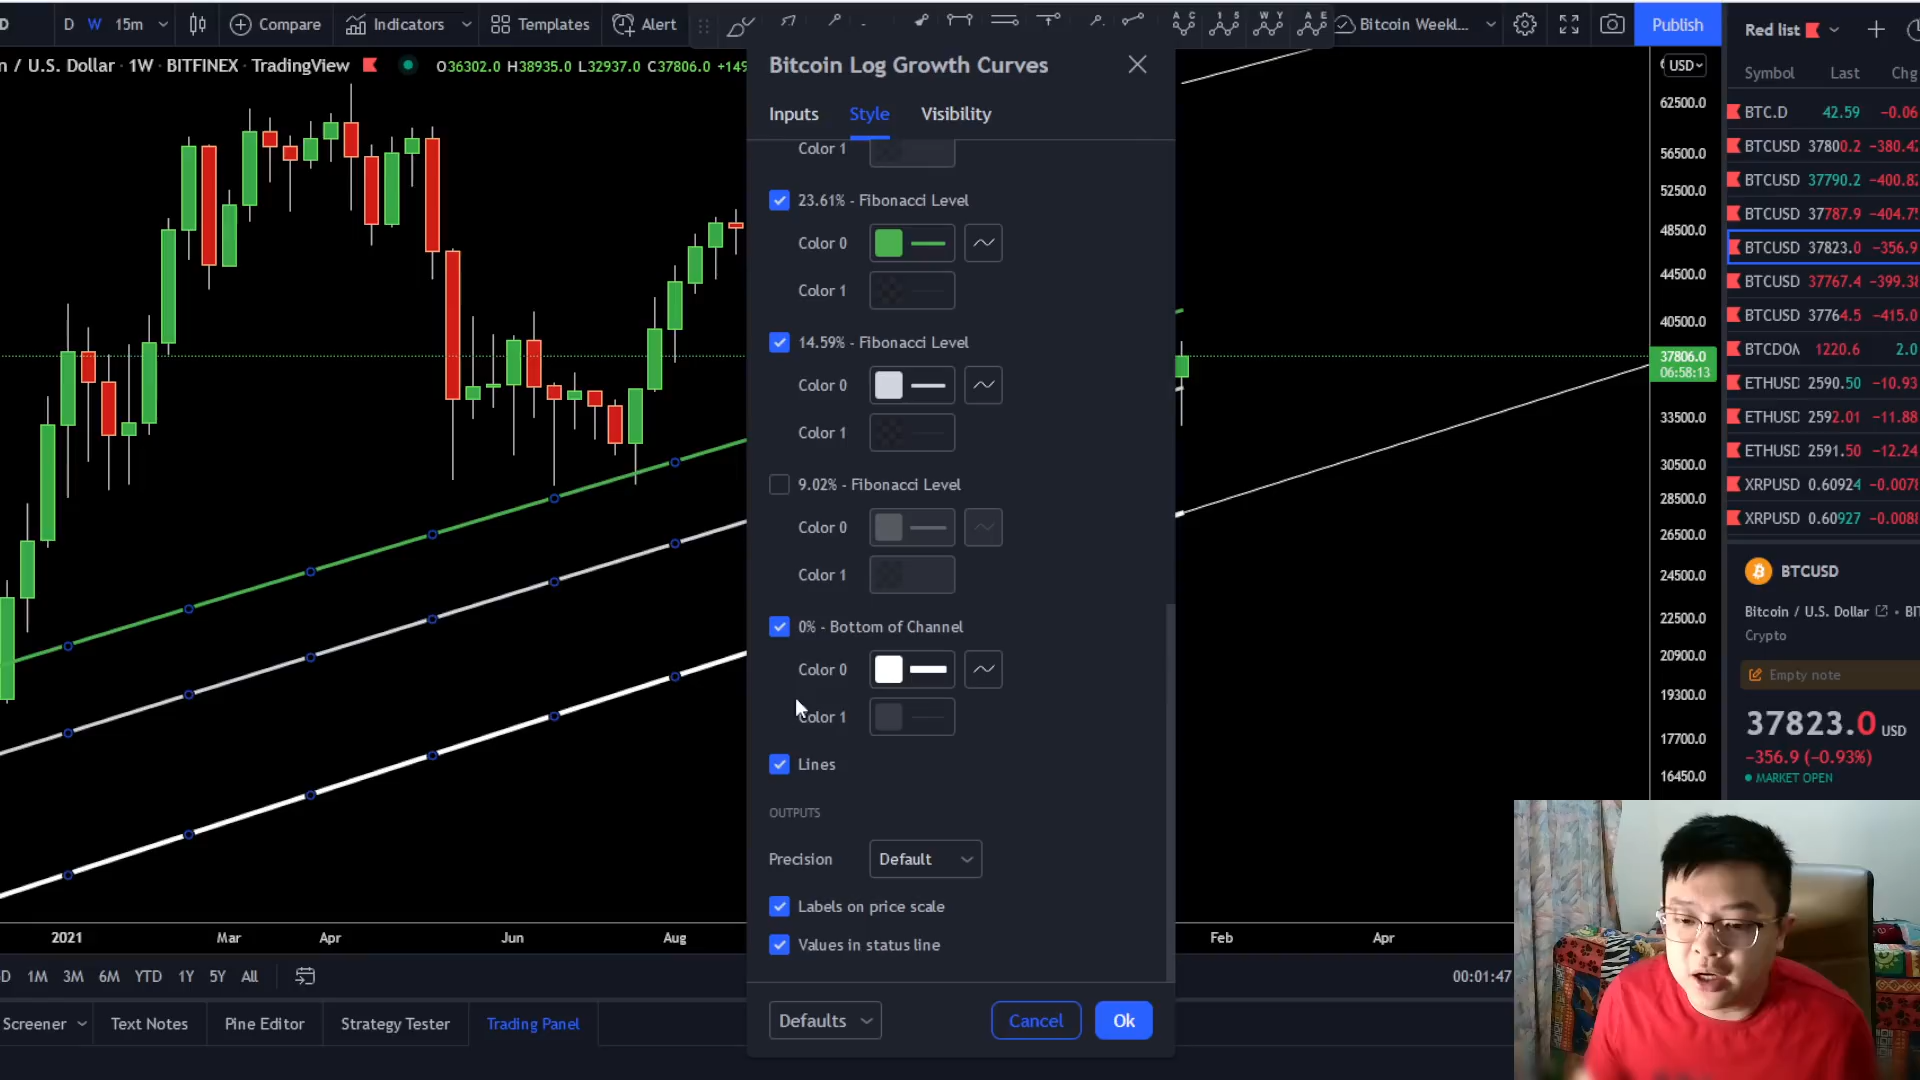 D W 15m Compare Indicators Templates Alert Bitcoin Weekl... Publish
n / U.S. Dollar · 1W · BITFINEX · TradingView O36302.0 H38935.0 L32937.0 C37806.0 +149
Bitcoin Log Growth Curves
Inputs Style Visibility
Color 1
23.61% - Fibonacci Level
Color 0
Color 1
14.59% - Fibonacci Level
Color 0
Color 1
9.02% - Fibonacci Level
Color 0
Color 1
0% - Bottom of Channel
Color 0
Color 1
Lines
OUTPUTS
Precision Default
Labels on price scale
Values in status line
Defaults Cancel Ok
USD
62500.0
56500.0
52500.0
48500.0
44500.0
40500.0
37806.0
06:58:13
33500.0
30500.0
28500.0
26500.0
24500.0
22500.0
20900.0
19300.0
17700.0
16450.0
2021 Mar Apr Jun Aug Feb Apr
D 1M 3M 6M YTD 1Y 5Y All 00:01:47
Screener Text Notes Pine Editor Strategy Tester Trading Panel
Red list
Symbol Last Chg
BTC.D 42.59 −0.06
BTCUSD 37800.2 −380.42
BTCUSD 37790.2 −400.82
BTCUSD 37787.9 −404.75
BTCUSD 37823.0 −356.9
BTCUSD 37767.4 −399.38
BTCUSD 37764.5 −415.0
BTCDOM 1220.6 2.0
ETHUSD 2590.50 −10.93
ETHUSD 2592.01 −11.88
ETHUSD 2591.50 −12.24
XRPUSD 0.60924 −0.0078
XRPUSD 0.60927 −0.0088
BTCUSD
Bitcoin / U.S. Dollar • BI
Crypto
Empty note
37823.0 USD
−356.9 (−0.93%)
MARKET OPEN